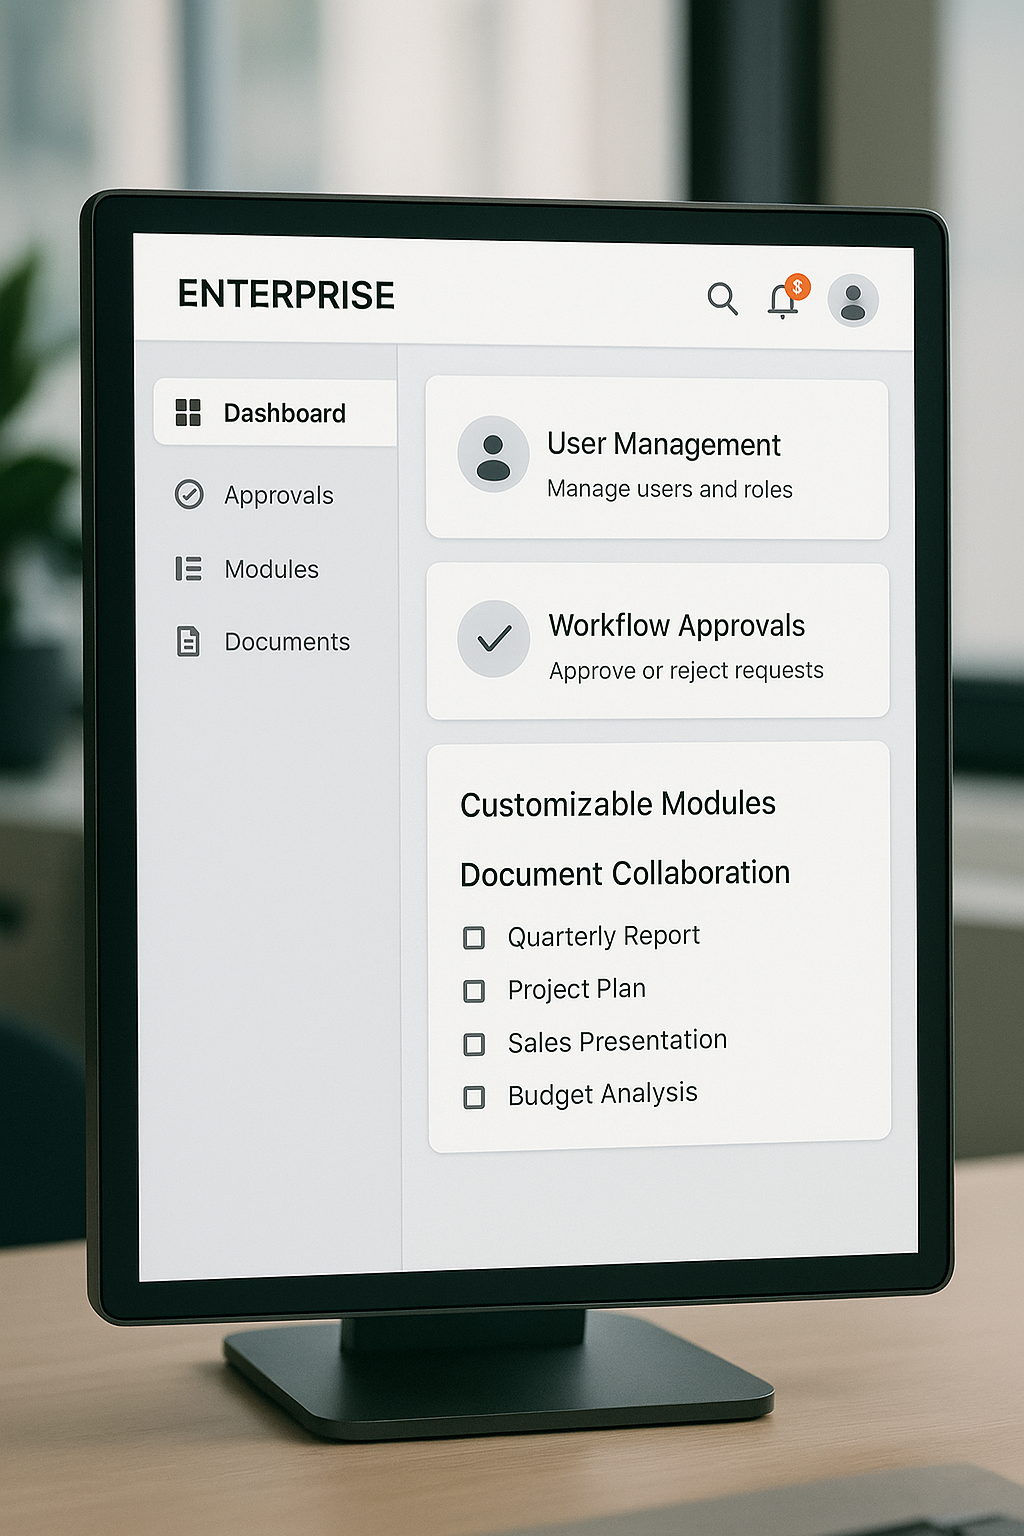 ENTERPRISE
$
Dashboard
Approvals
Modules
Documents
User Management
Manage users and roles
Workflow Approvals
Approve or reject requests
Customizable Modules
Document Collaboration
Quarterly Report
Project Plan
Sales Presentation
Budget Analysis